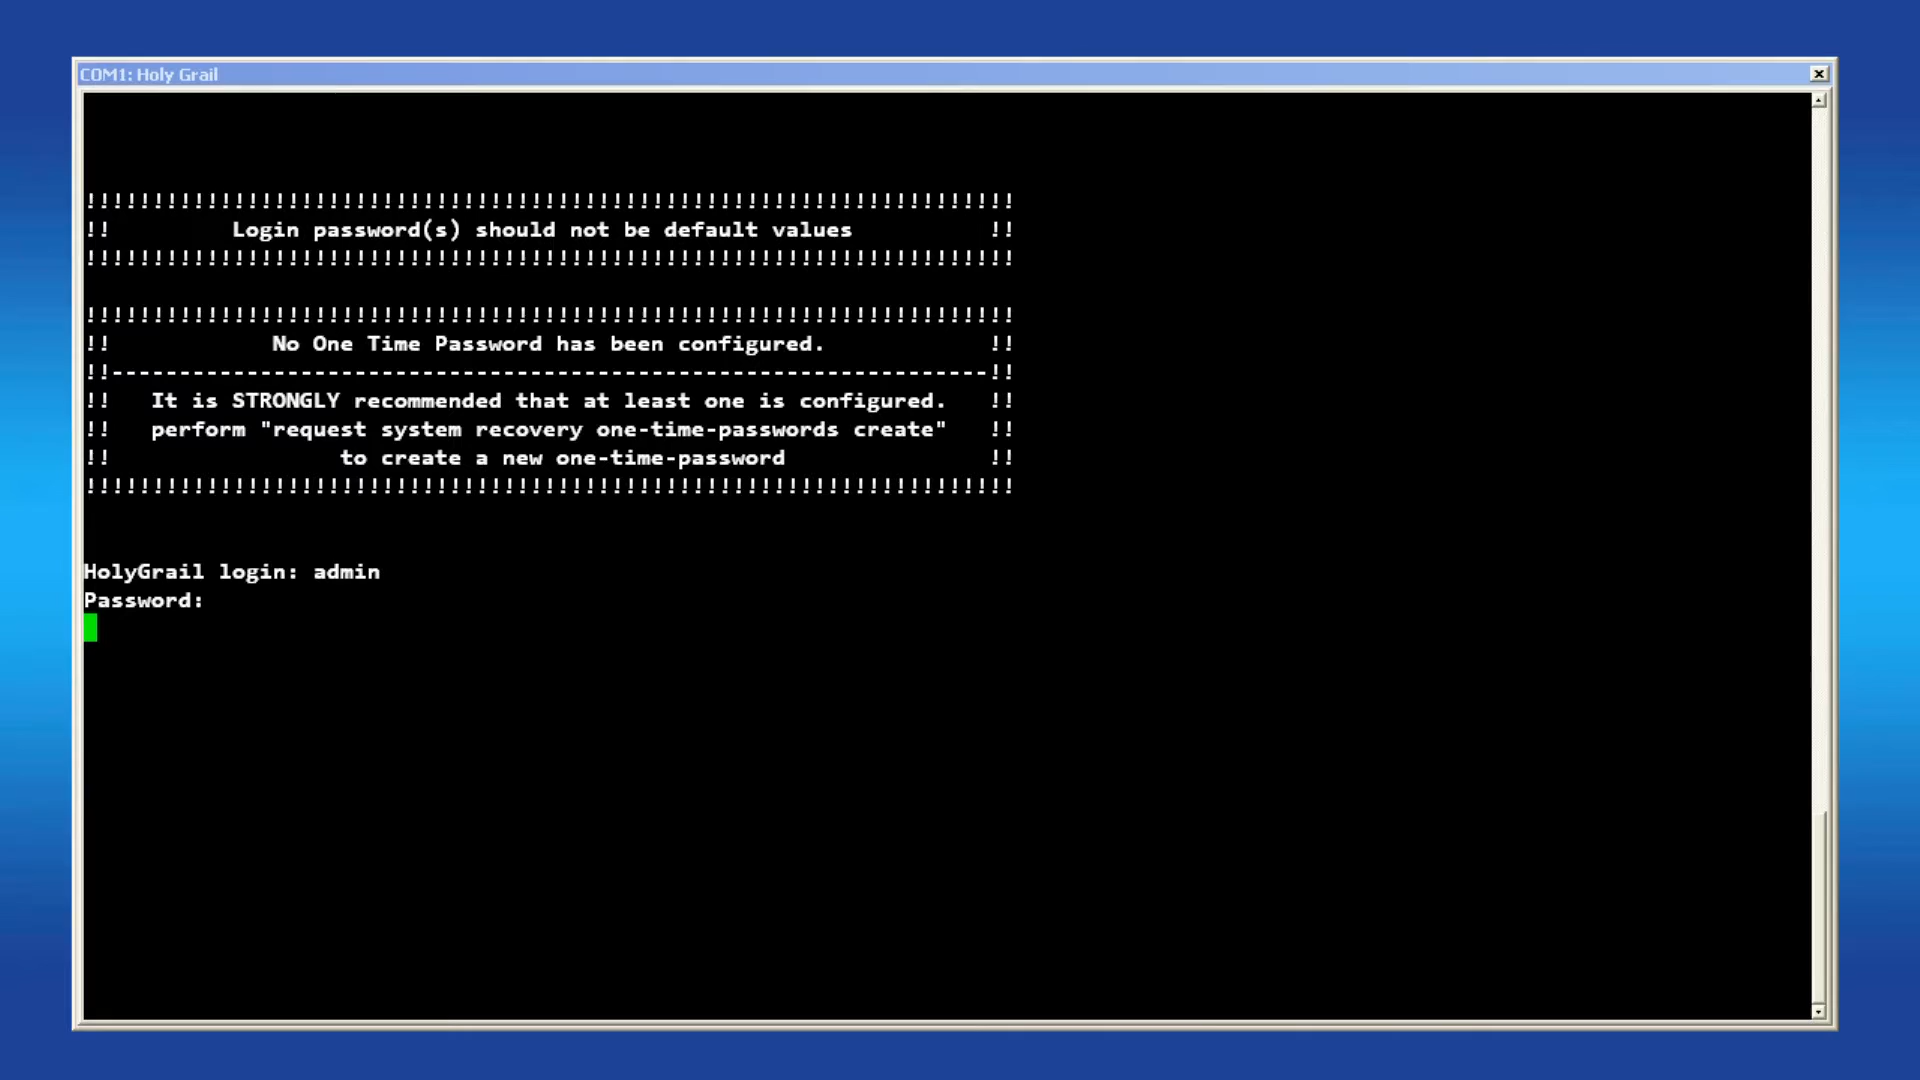 COM1: Holy Grail
!!!!!!!!!!!!!!!!!!!!!!!!!!!!!!!!!!!!!!!!!!!!!!!!!!!!!!!!!!!!!!!!!!!!!
!!         Login password(s) should not be default values          !!
!!!!!!!!!!!!!!!!!!!!!!!!!!!!!!!!!!!!!!!!!!!!!!!!!!!!!!!!!!!!!!!!!!!!!
!!!!!!!!!!!!!!!!!!!!!!!!!!!!!!!!!!!!!!!!!!!!!!!!!!!!!!!!!!!!!!!!!!!!!
!!            No One Time Password has been configured.            !!
!!-----------------------------------------------------------------!!
!!   It is STRONGLY recommended that at least one is configured.   !!
!!   perform "request system recovery one-time-passwords create"   !!
!!                 to create a new one-time-password               !!
!!!!!!!!!!!!!!!!!!!!!!!!!!!!!!!!!!!!!!!!!!!!!!!!!!!!!!!!!!!!!!!!!!!!!
HolyGrail login: admin
Password: